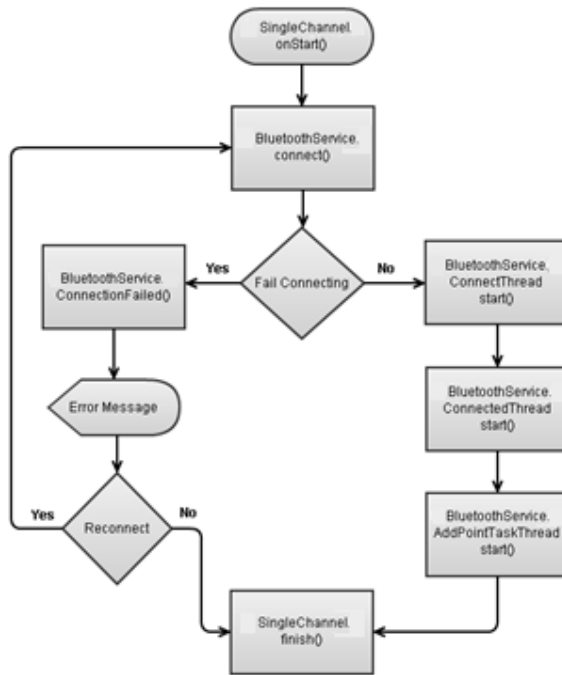 SingleChannel.
onStart()
BluetoothService.
connect()
Fail Connecting
Yes
No
BluetoothService.
ConnectionFailed()
BluetoothService,
ConnectThread
start()
Error Message
BluetoothService.
ConnectedThread
start()
Reconnect
Yes
No
BluetoothService.
AddPointTaskThread
start()
SingleChannel.
finish()